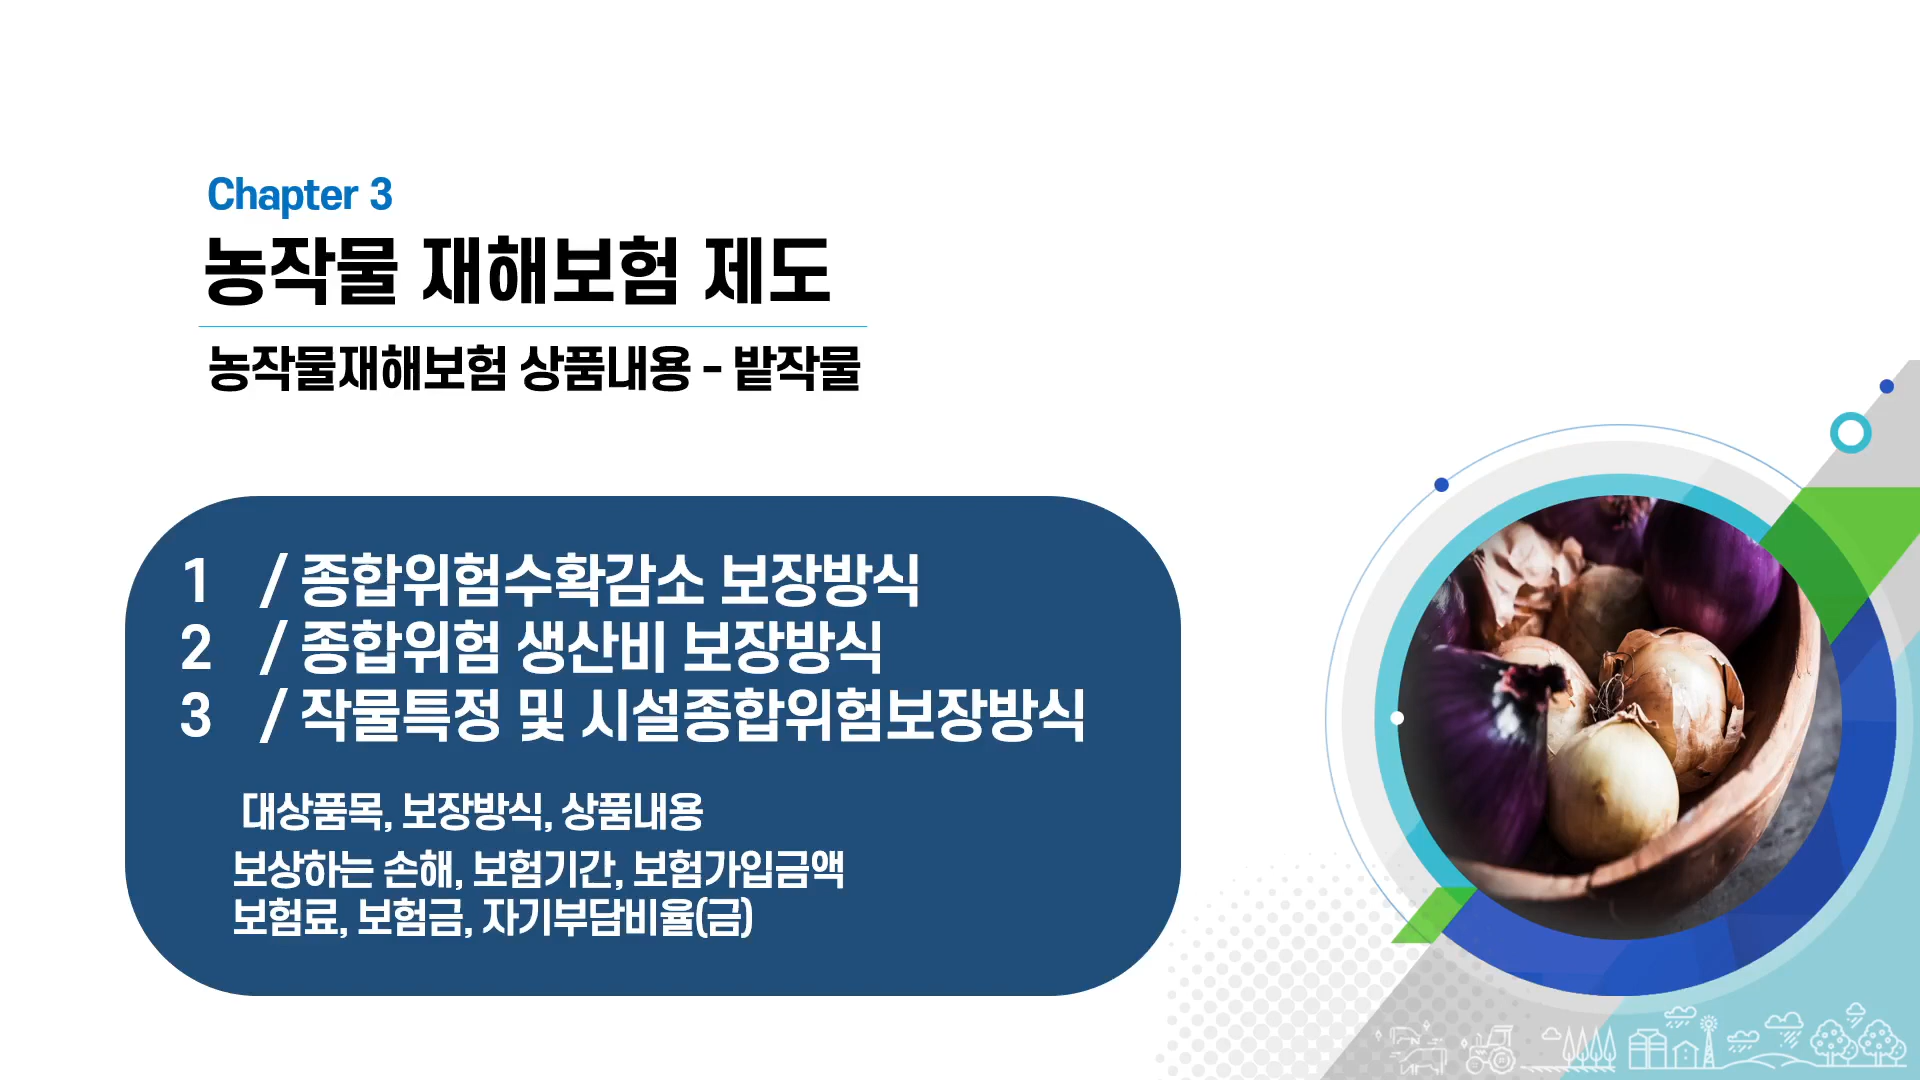 Chapter 3
농작물 재해보험 제도
농작물재해보험 상품내용 - 밭작물
1 / 종합위험수확감소 보장방식
2 / 종합위험 생산비 보장방식
3 / 작물특정 및 시설종합위험보장방식
대상품목, 보장방식, 상품내용
보상하는 손해, 보험기간, 보험가입금액
보험료, 보험금, 자기부담비율(금)